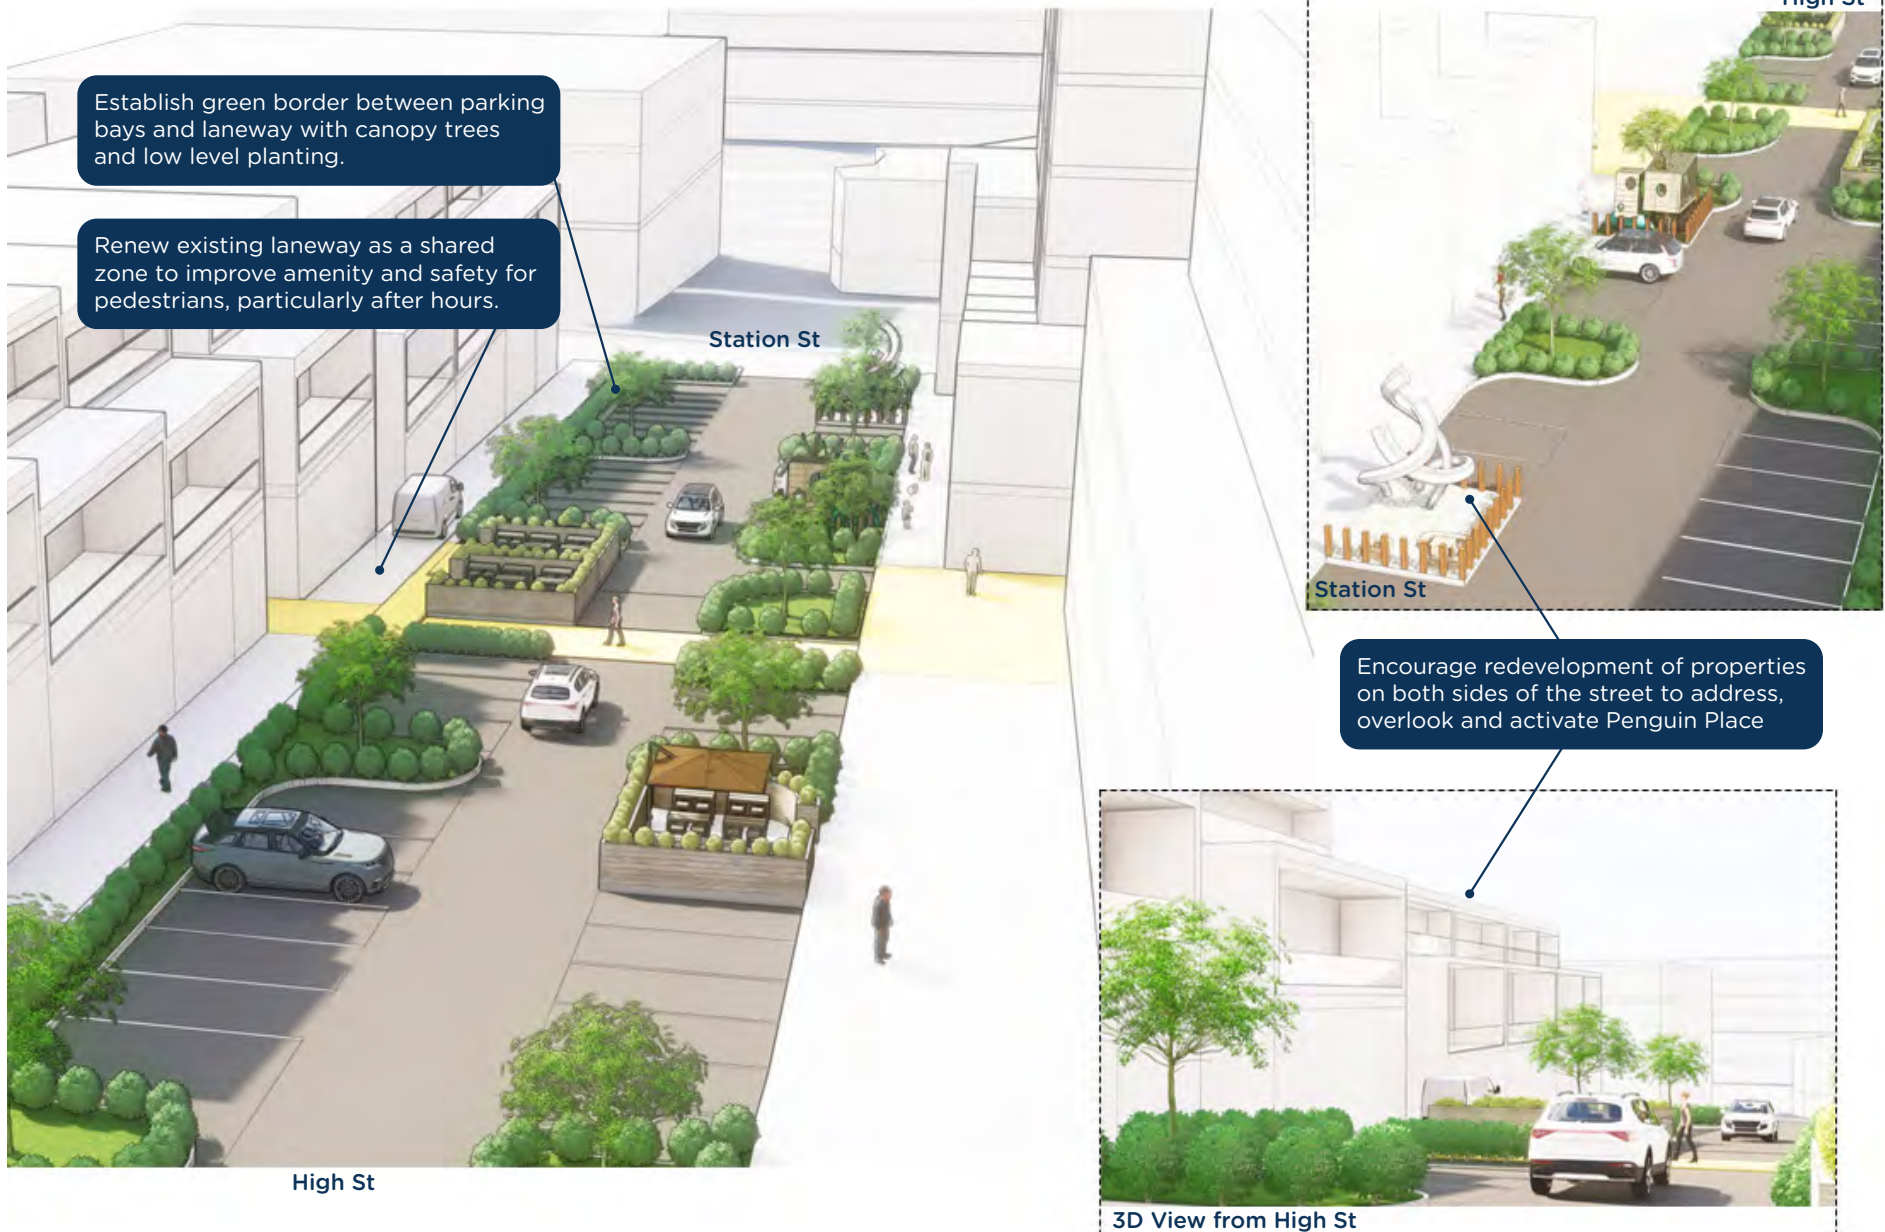 High St
Establish green border between parking
bays and laneway with canopy trees
and low level planting.
Renew existing laneway as a shared
zone to improve amenity and safety for
pedestrians, particularly after hours.
Station St
Station St
Encourage redevelopment of properties
on both sides of the street to address,
overlook and activate Penguin Place
High St
3D View from High St